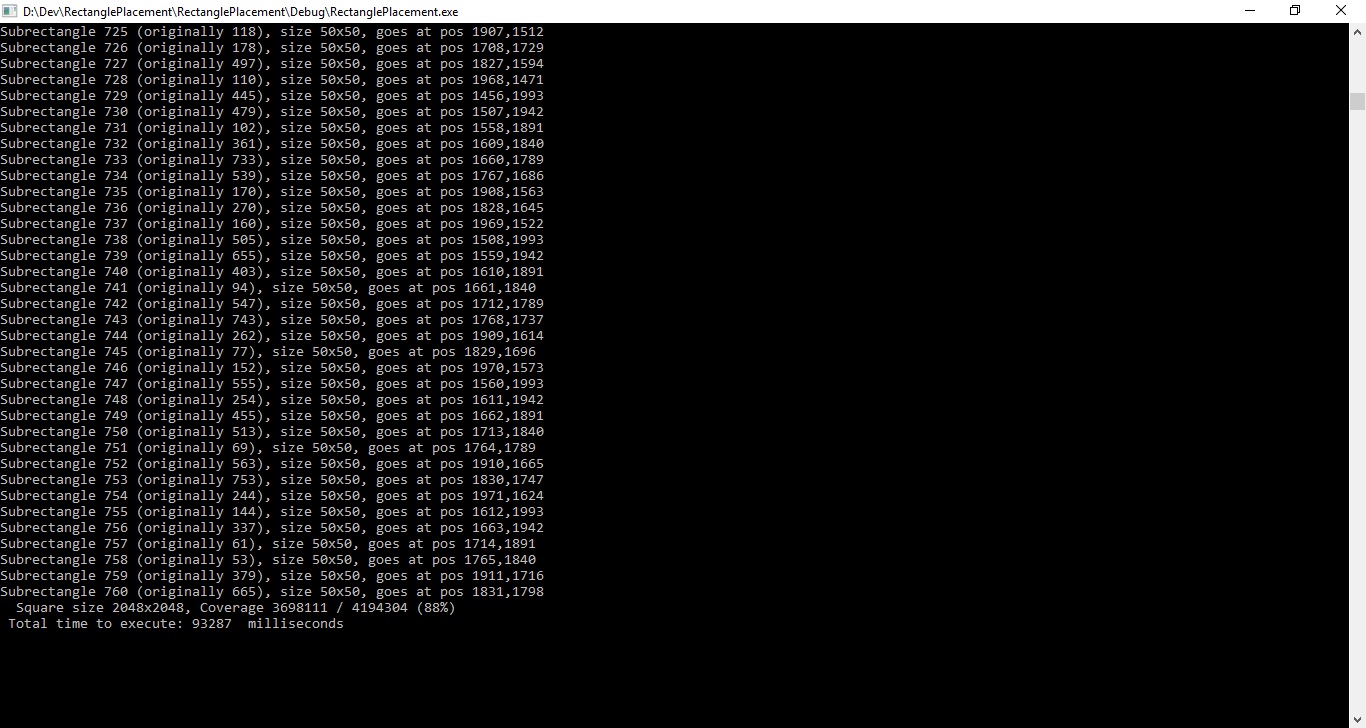 D:\Dev\RectanglePlacement\RectanglePlacement\Debug\RectanglePlacement.exe
Subrectangle 725 (originally 118), size 50x50, goes at pos 1907,1512
Subrectangle 726 (originally 178), size 50x50, goes at pos 1708,1729
Subrectangle 727 (originally 497), size 50x50, goes at pos 1827,1594
Subrectangle 728 (originally 110), size 50x50, goes at pos 1968,1471
Subrectangle 729 (originally 445), size 50x50, goes at pos 1456,1993
Subrectangle 730 (originally 479), size 50x50, goes at pos 1507,1942
Subrectangle 731 (originally 102), size 50x50, goes at pos 1558,1891
Subrectangle 732 (originally 361), size 50x50, goes at pos 1609,1840
Subrectangle 733 (originally 733), size 50x50, goes at pos 1660,1789
Subrectangle 734 (originally 539), size 50x50, goes at pos 1767,1686
Subrectangle 735 (originally 170), size 50x50, goes at pos 1908,1563
Subrectangle 736 (originally 270), size 50x50, goes at pos 1828,1645
Subrectangle 737 (originally 160), size 50x50, goes at pos 1969,1522
Subrectangle 738 (originally 505), size 50x50, goes at pos 1508,1993
Subrectangle 739 (originally 655), size 50x50, goes at pos 1559,1942
Subrectangle 740 (originally 403), size 50x50, goes at pos 1610,1891
Subrectangle 741 (originally 94), size 50x50, goes at pos 1661,1840
Subrectangle 742 (originally 547), size 50x50, goes at pos 1712,1789
Subrectangle 743 (originally 743), size 50x50, goes at pos 1768,1737
Subrectangle 744 (originally 262), size 50x50, goes at pos 1909,1614
Subrectangle 745 (originally 77), size 50x50, goes at pos 1829,1696
Subrectangle 746 (originally 152), size 50x50, goes at pos 1970,1573
Subrectangle 747 (originally 555), size 50x50, goes at pos 1560,1993
Subrectangle 748 (originally 254), size 50x50, goes at pos 1611,1942
Subrectangle 749 (originally 455), size 50x50, goes at pos 1662,1891
Subrectangle 750 (originally 513), size 50x50, goes at pos 1713,1840
Subrectangle 751 (originally 69), size 50x50, goes at pos 1764,1789
Subrectangle 752 (originally 563), size 50x50, goes at pos 1910,1665
Subrectangle 753 (originally 753), size 50x50, goes at pos 1830,1747
Subrectangle 754 (originally 244), size 50x50, goes at pos 1971,1624
Subrectangle 755 (originally 144), size 50x50, goes at pos 1612,1993
Subrectangle 756 (originally 337), size 50x50, goes at pos 1663,1942
Subrectangle 757 (originally 61), size 50x50, goes at pos 1714,1891
Subrectangle 758 (originally 53), size 50x50, goes at pos 1765,1840
Subrectangle 759 (originally 379), size 50x50, goes at pos 1911,1716
Subrectangle 760 (originally 665), size 50x50, goes at pos 1831,1798
Square size 2048x2048, Coverage 3698111 / 4194304 (88%)
Total time to execute: 93287  milliseconds